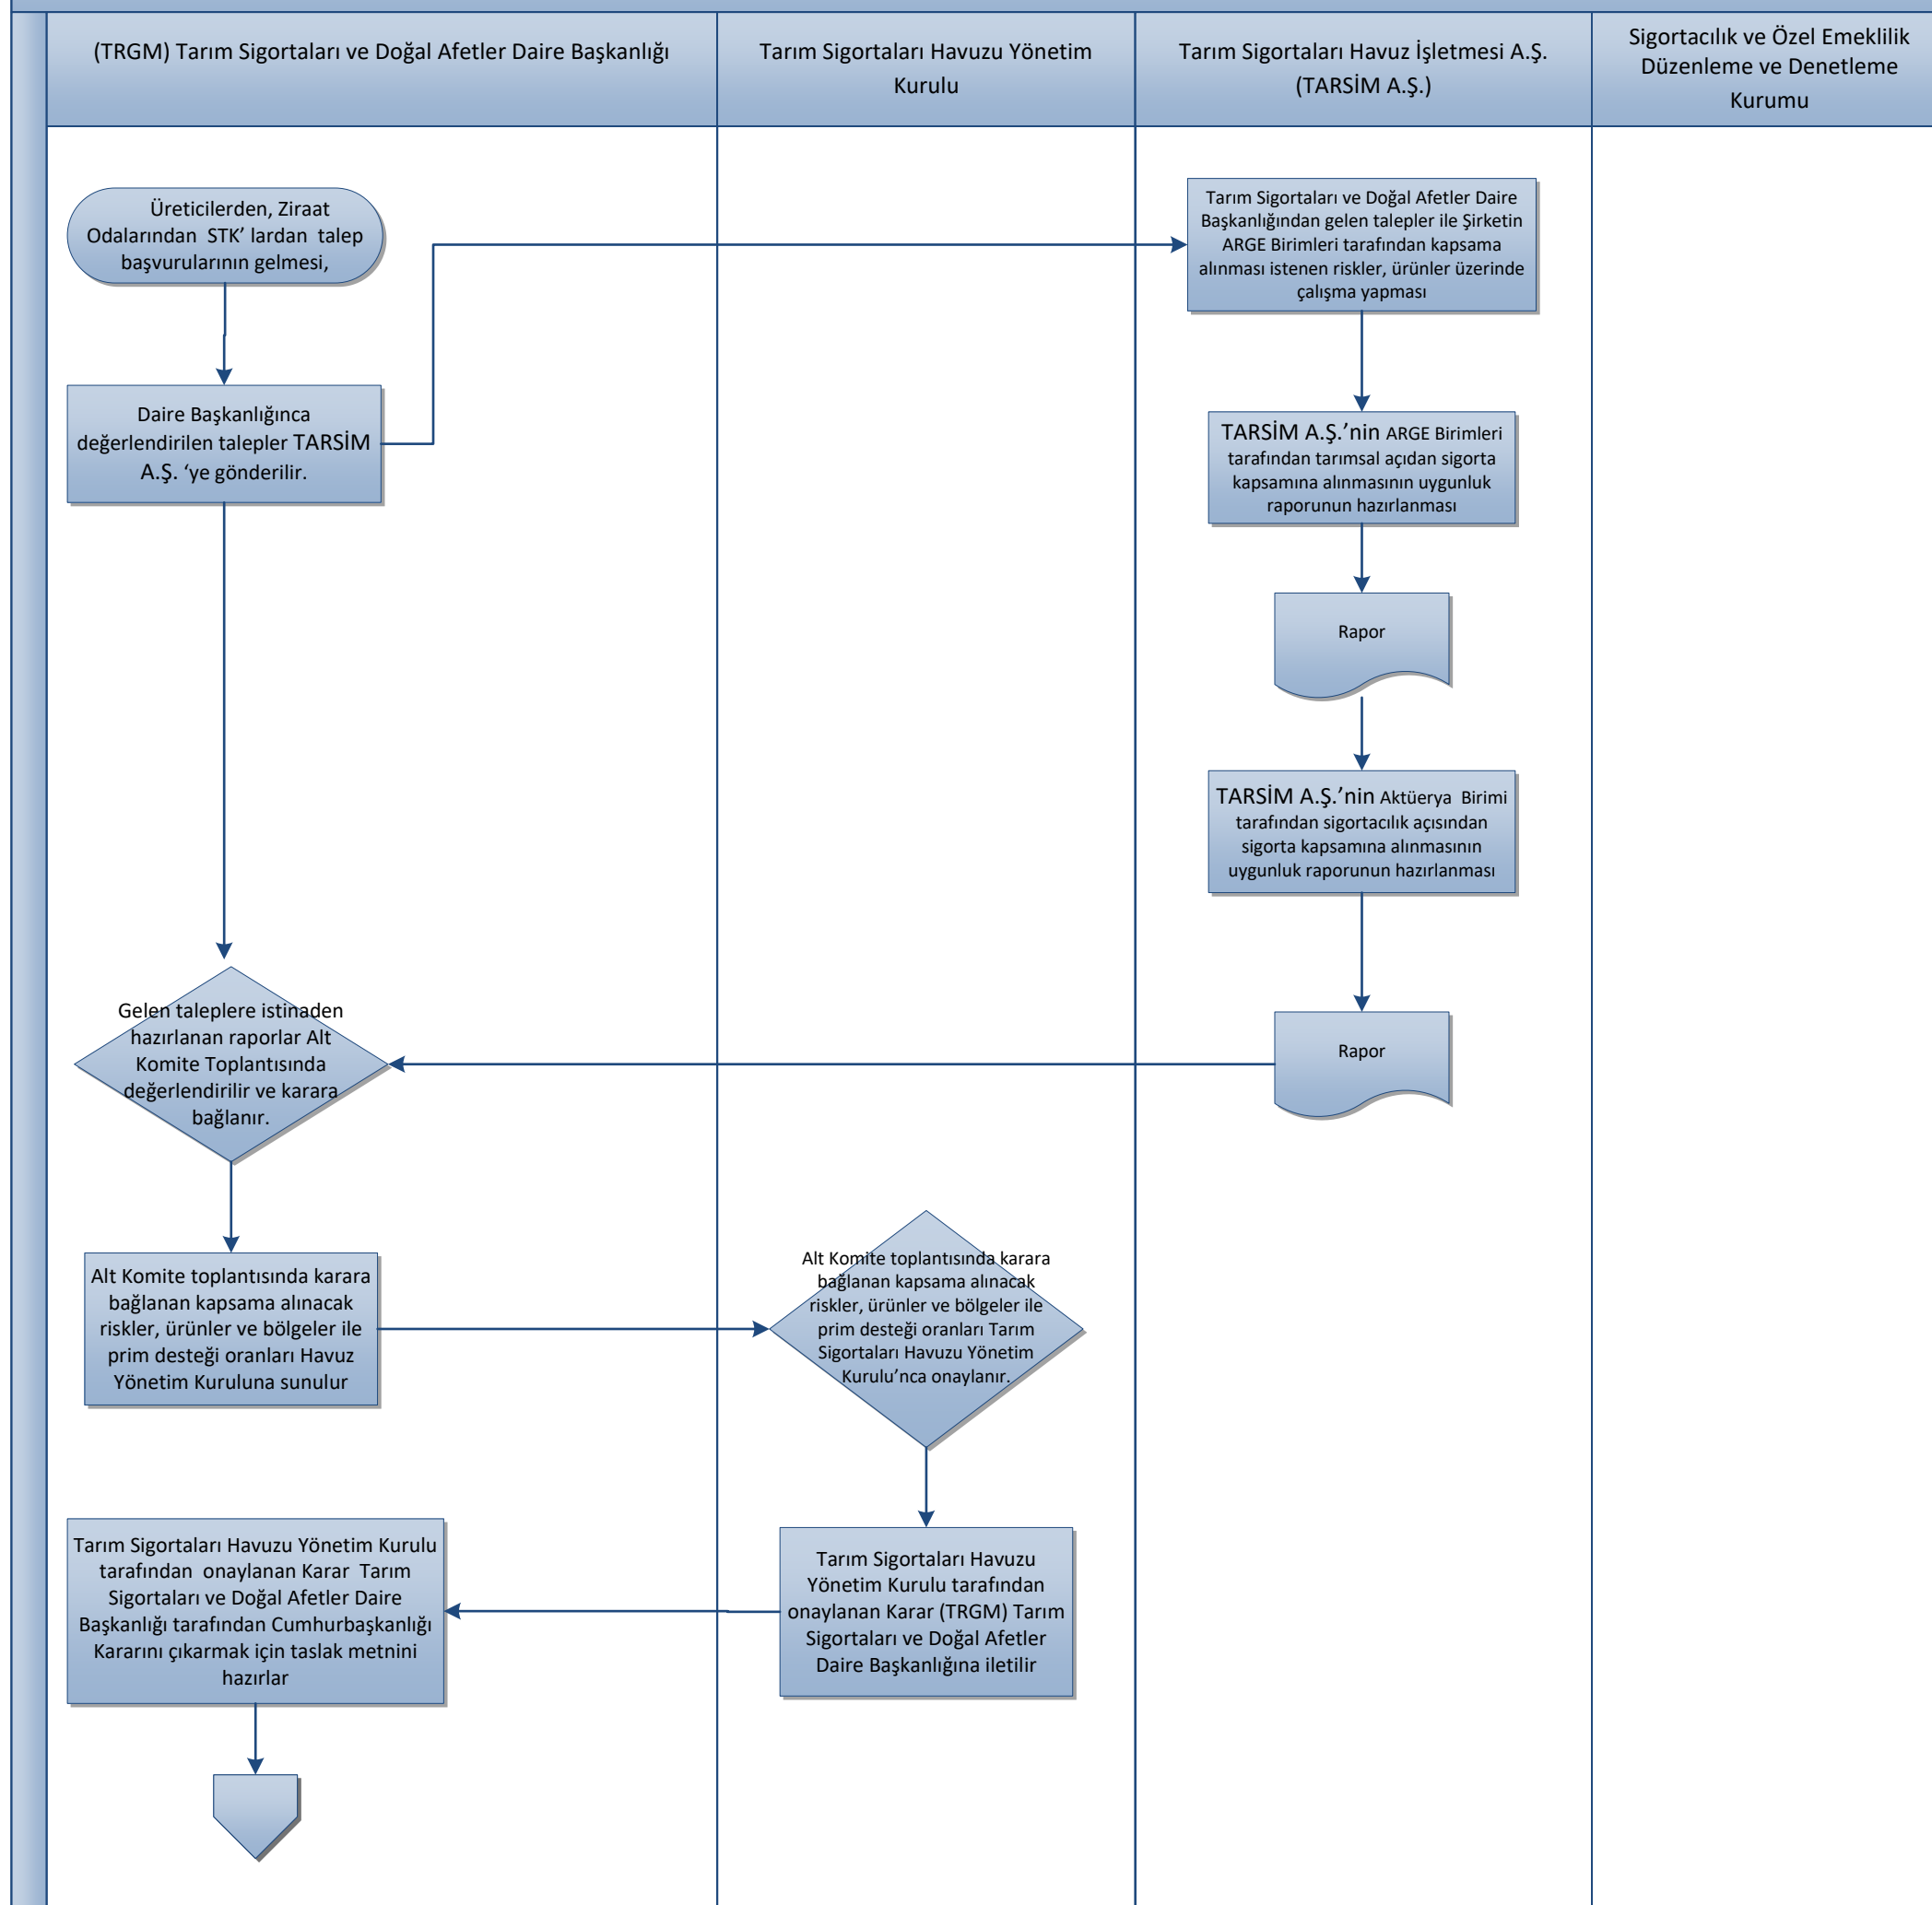 (TRGM) Tarım Sigortaları ve Doğal Afetler Daire Başkanlığı
Tarım Sigortaları Havuzu Yönetim
Kurulu
Tarım Sigortaları Havuz İşletmesi A.Ş.
(TARSİM A.Ş.)
Sigortacılık ve Özel Emeklilik
Düzenleme ve Denetleme
Kurumu
Üreticilerden, Ziraat
Odalarından STK' lardan talep
başvurularının gelmesi,
Tarım Sigortaları ve Doğal Afetler Daire
Başkanlığından gelen talepler ile Şirketin
ARGE Birimleri tarafından kapsama
alınması istenen riskler, ürünler üzerinde
çalışma yapması
Daire Başkanlığınca
değerlendirilen talepler TARSİM
A.Ş. ‘ye gönderilir.
TARSİM A.Ş.’nin ARGE Birimleri
tarafından tarımsal açıdan sigorta
kapsamına alınmasının uygunluk
raporunun hazırlanması
Rapor
TARSİM A.Ş.’nin Aktüerya Birimi
tarafından sigortacılık açısından
sigorta kapsamına alınmasının
uygunluk raporunun hazırlanması
Rapor
Gelen taleplere istinaden
hazırlanan raporlar Alt
Komite Toplantısında
değerlendirilir ve karara
bağlanır.
Alt Komite toplantısında karara
bağlanan kapsama alınacak
riskler, ürünler ve bölgeler ile
prim desteği oranları Havuz
Yönetim Kuruluna sunulur
Alt Komite toplantısında karara
bağlanan kapsama alınacak
riskler, ürünler ve bölgeler ile
prim desteği oranları Tarım
Sigortaları Havuzu Yönetim
Kurulu’nca onaylanır.
Tarım Sigortaları Havuzu
Yönetim Kurulu tarafından
onaylanan Karar (TRGM) Tarım
Sigortaları ve Doğal Afetler
Daire Başkanlığına iletilir
Tarım Sigortaları Havuzu Yönetim Kurulu
tarafından onaylanan Karar Tarım
Sigortaları ve Doğal Afetler Daire
Başkanlığı tarafından Cumhurbaşkanlığı
Kararını çıkarmak için taslak metnini
hazırlar